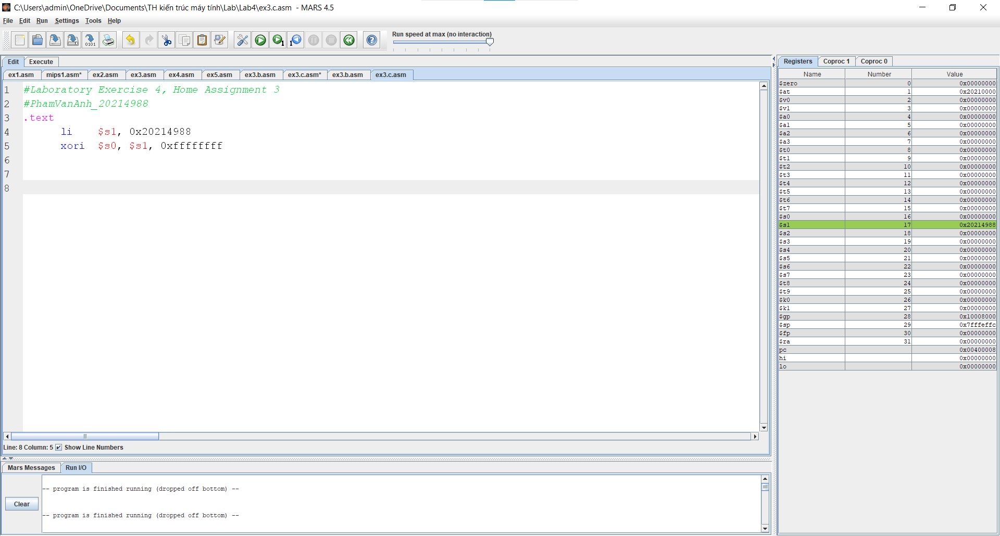 C:\Users\admin\OneDrive\Documents\TH kiến trúc máy tính\Lab\Lab4\ex3.c.asm - MARS 4.5
File Edit Run Settings Tools Help
Run speed at max (no interaction)
Edit Execute
ex1.asm mips1.asm* ex2.asm ex3.asm ex4.asm ex5.asm ex3.b.asm ex3.c.asm* ex3.b.asm ex3.c.asm
1 #Laboratory Exercise 4, Home Assignment 3
2 #PhamVanAnh_20214988
3 .text
4 li $s1, 0x20214988
5 xori $s0, $s1, 0xffffffff
6
7
8
Line: 8 Column: 5 Show Line Numbers
Mars Messages Run I/O
Clear
-- program is finished running (dropped off bottom) --
-- program is finished running (dropped off bottom) --
Registers Coproc 1 Coproc 0
Name Number Value
$zero 0 0x00000000
$at 1 0x20210000
$v0 2 0x00000000
$v1 3 0x00000000
$a0 4 0x00000000
$a1 5 0x00000000
$a2 6 0x00000000
$a3 7 0x00000000
$t0 8 0x00000000
$t1 9 0x00000000
$t2 10 0x00000000
$t3 11 0x00000000
$t4 12 0x00000000
$t5 13 0x00000000
$t6 14 0x00000000
$t7 15 0x00000000
$s0 16 0x00000000
$s1 17 0x20214988
$s2 18 0x00000000
$s3 19 0x00000000
$s4 20 0x00000000
$s5 21 0x00000000
$s6 22 0x00000000
$s7 23 0x00000000
$t8 24 0x00000000
$t9 25 0x00000000
$k0 26 0x00000000
$k1 27 0x00000000
$gp 28 0x10008000
$sp 29 0x7fffeffc
$fp 30 0x00000000
$ra 31 0x00000000
pc 0x00400008
hi 0x00000000
lo 0x00000000